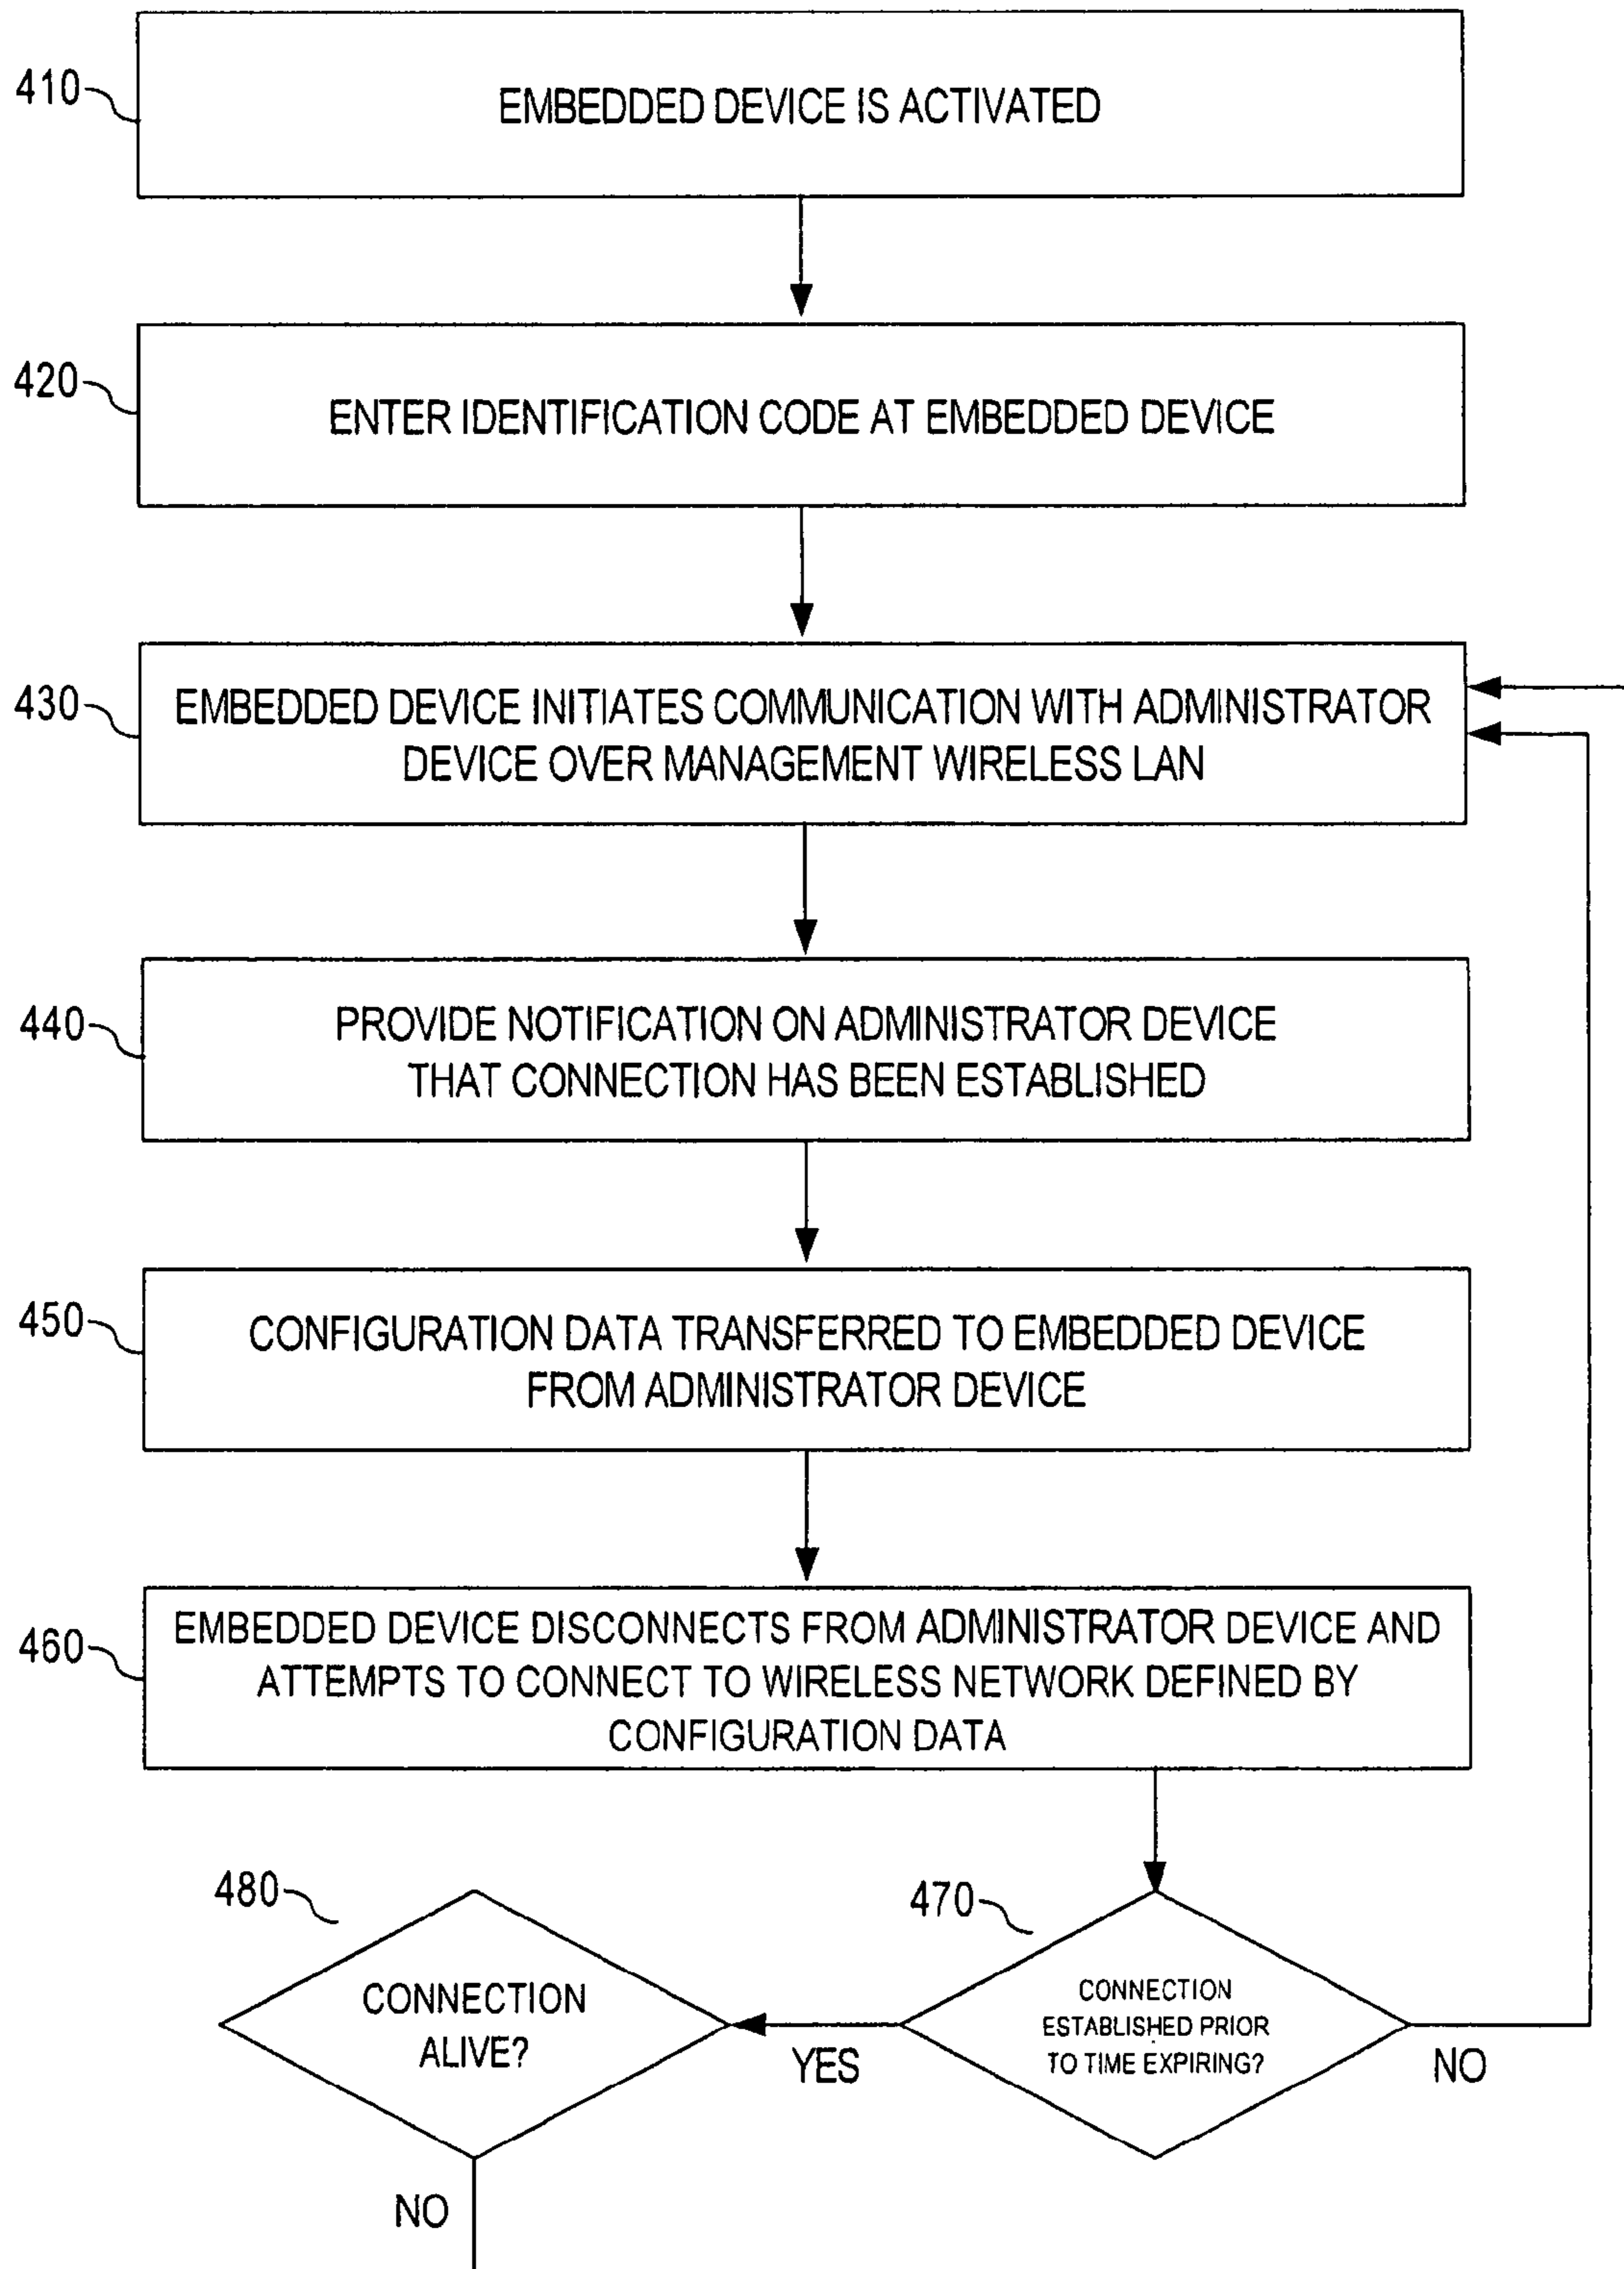 410
EMBEDDED DEVICE IS ACTIVATED
420
ENTER IDENTIFICATION CODE AT EMBEDDED DEVICE
430
EMBEDDED DEVICE INITIATES COMMUNICATION WITH ADMINISTRATOR
DEVICE OVER MANAGEMENT WIRELESS LAN
440
PROVIDE NOTIFICATION ON ADMINISTRATOR DEVICE
THAT CONNECTION HAS BEEN ESTABLISHED
450
CONFIGURATION DATA TRANSFERRED TO EMBEDDED DEVICE
FROM ADMINISTRATOR DEVICE
460
EMBEDDED DEVICE DISCONNECTS FROM ADMINISTRATOR DEVICE AND
ATTEMPTS TO CONNECT TO WIRELESS NETWORK DEFINED BY
CONFIGURATION DATA
480
CONNECTION
ALIVE?
NO
YES
470
CONNECTION
ESTABLISHED PRIOR
TO TIME EXPIRING?
NO